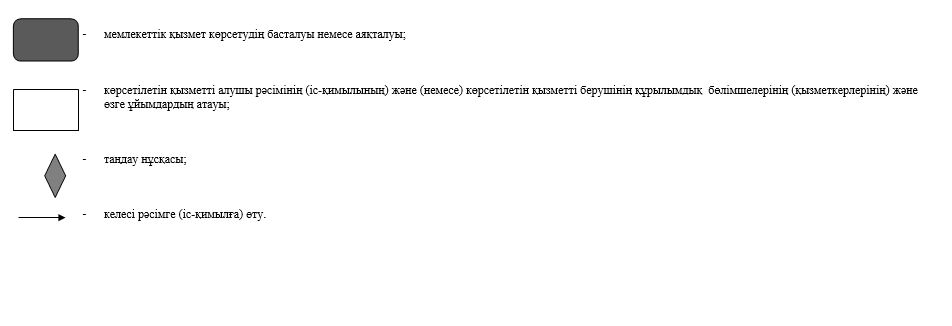 - мемлекеттік қызмет көрсетудің басталуы немесе аяқталуы;
- көрсетілетін қызметті алушы рәсімінің (іс-қимылының) және (немесе) көрсетілетін қызметті берушінің құрылымдық бөлімшелерінің (қызметкерлерінің) және
өзге ұйымдардың атауы;
- таңдау нұсқасы;
- келесі рәсімге (іс-қимылға) өту.